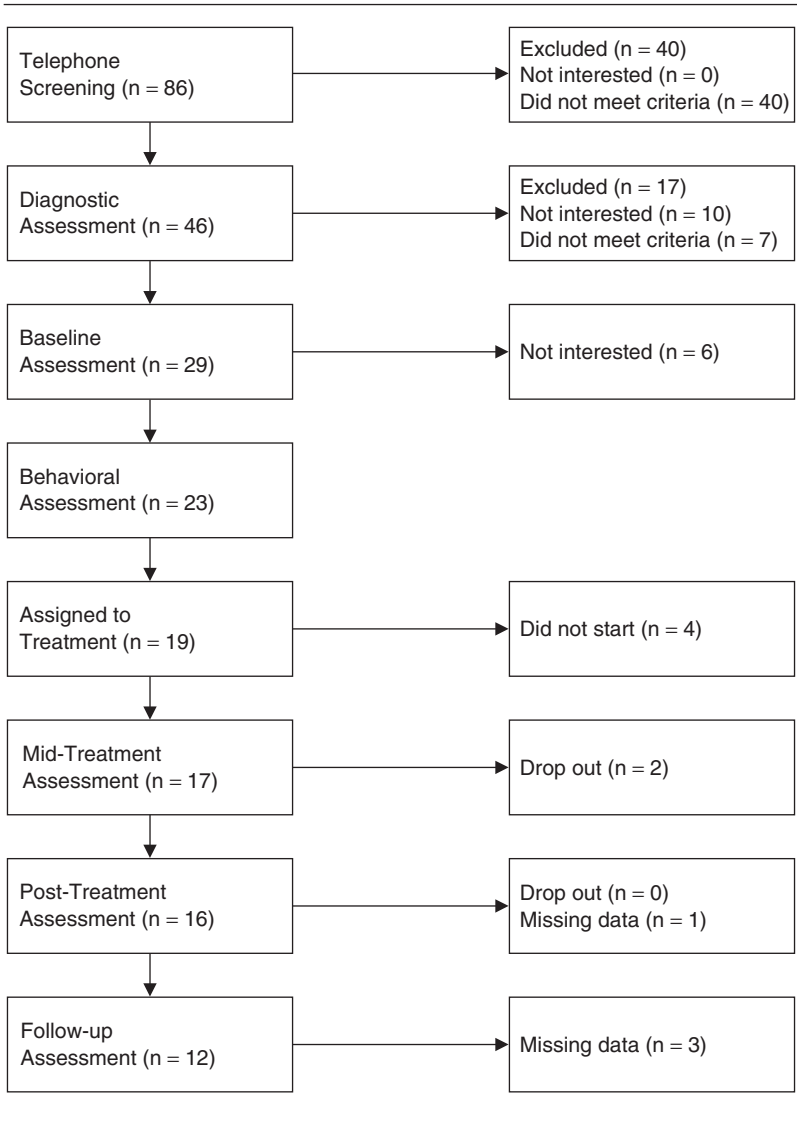 Telephone
Screening (n = 86)
Excluded (n = 40)
Not interested (n = 0)
Did not meet criteria (n = 40)
Diagnostic
Assessment (n = 46)
Excluded (n = 17)
Not interested (n = 10)
Did not meet criteria (n = 7)
Baseline
Assessment (n = 29)
Not interested (n = 6)
Behavioral
Assessment (n = 23)
Assigned to
Treatment (n = 19)
Did not start (n = 4)
Mid-Treatment
Assessment (n = 17)
Drop out (n = 2)
Post-Treatment
Assessment (n = 16)
Drop out (n = 0)
Missing data (n = 1)
Follow-up
Assessment (n = 12)
Missing data (n = 3)